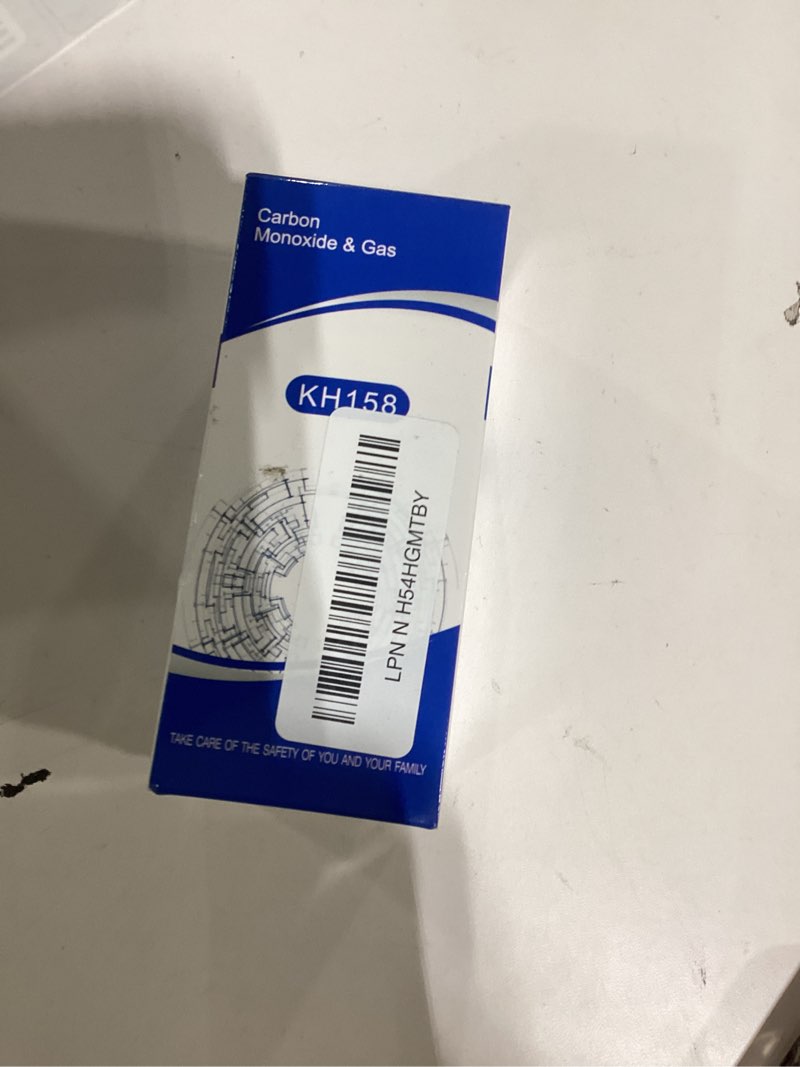 Carbon
Monoxide & Gas
KH158
LPN N H54HGMTBY
TAKE CARE OF THE SAFETY OF YOU AND YOUR FAMILY